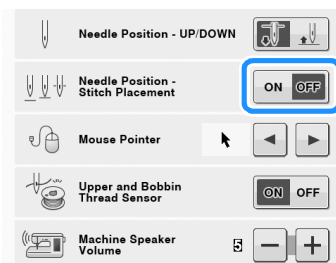 Needle Position - UP/DOWN
Needle Position -
Stitch Placement
ON OFF
Mouse Pointer
Upper and Bobbin
Thread Sensor
ON OFF
Machine Speaker
Volume
5 - +